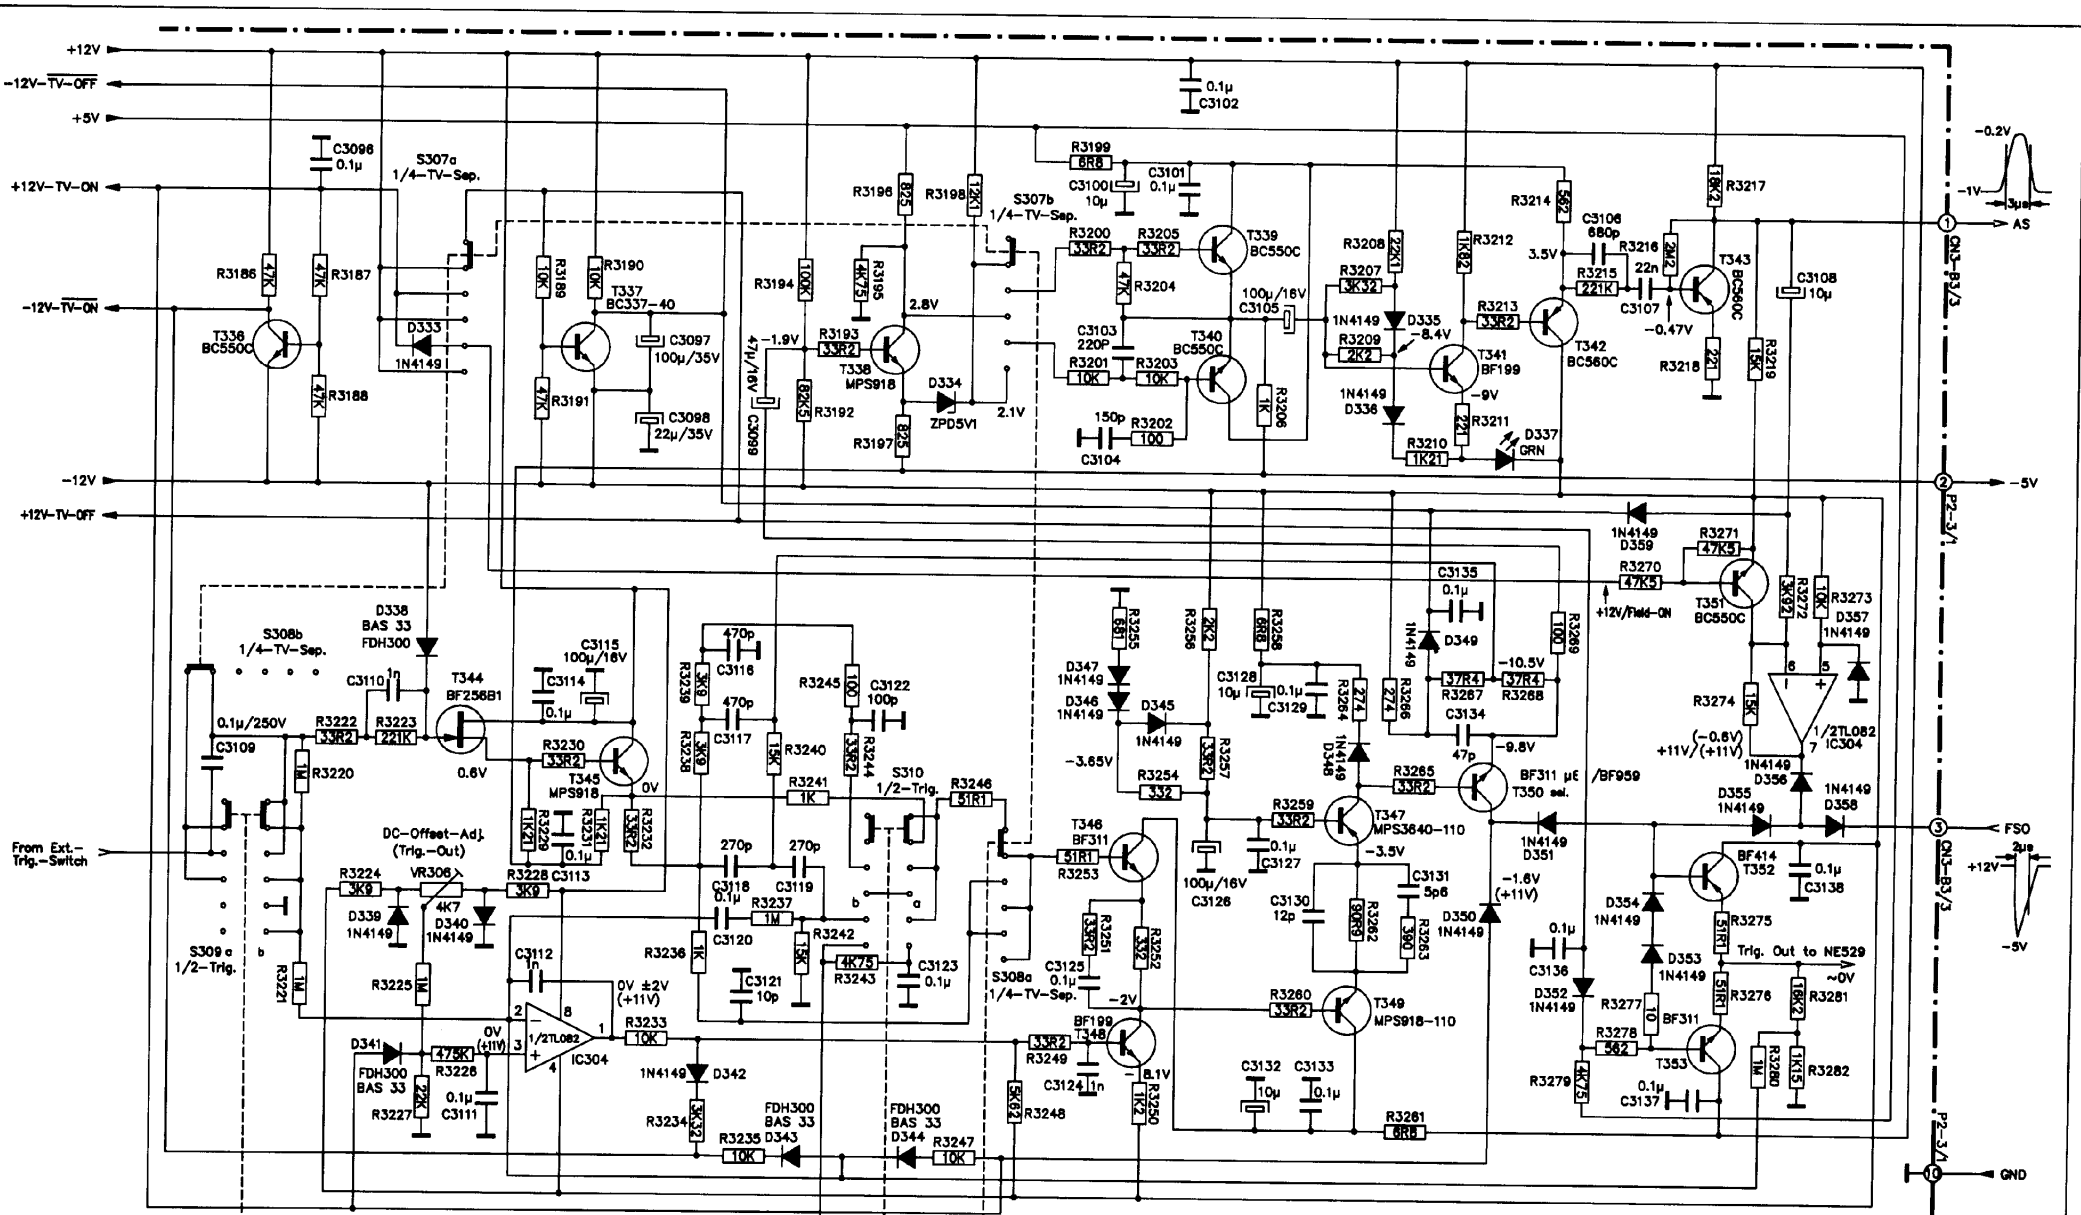 +12V
-12V-TV-OFF
+5V
+12V-TV-ON
-12V-TV-ON
-12V
+12V-TV-OFF
C3096
0.1µ
S307a
1/4-TV-Sep.
R3186
47K
R3187
47K
T336
BC550C
D333
1N4149
R3188
47K
R3189
10K
R3190
10K
T337
BC337-40
C3097
100µ/35V
R3191
47K
C3098
22µ/35V
R3194
100K
R3195
4K75
R3196
825
R3198
12K1
2.8V
-1.9V
R3193
33R2
T338
MPS918
47µ/16V
C3099
R3192
82K5
D334
ZPD5V1
R3197
825
2.1V
S307b
1/4-TV-Sep.
0.1µ
C3102
R3199
6R8
C3100
10µ
C3101
0.1µ
R3200
33R2
R3205
33R2
T339
BC550C
R3204
47K
C3103
220P
T340
BC550C
R3201
10K
R3203
10K
150p
C3104
R3202
100
R3206
1K
100µ/16V
C3105
R3208
22K1
R3207
3K32
1N4149
D335
-8.4V
R3209
2K2
1N4149
D336
R3210
1K21
R3212
1K82
R3213
33R2
T341
BF199
-9V
R3211
221
D337
GRN
T342
BC560C
R3214
562
3.5V
C3106
680p
R3215
221K
R3216
2M2
22n
C3107
-0.47V
T343
BC560C
R3217
18K2
R3218
221
R3219
15K
C3108
10µ
1
AS
CN3-B3/3
-0.2V
-1V
3µs
2
-5V
P2-3/1
1N4149
D359
R3271
47K5
R3270
47K5
+12V/Field-ON
T351
BC550C
R3272
3K92
R3273
10K
D357
1N4149
6
5
7
1/2TL082
IC304
R3274
15K
(-0.6V)
+11V/(+11V)
1N4149
D356
D355
1N4149
1N4149
D358
3
FSO
CN3-B3/3
2µs
+12V
-5V
D338
BAS 33
FDH300
S308b
1/4-TV-Sep.
C3110
1n
T344
BF256B1
0.1µ/250V
C3109
R3222
33R2
R3223
221K
0.6V
R3220
1M
C3115
100µ/16V
C3114
0.1µ
R3230
33R2
T345
MPS918
0V
R3229
1K21
R3231
1K21
R3232
33R2
0.1µ
C3113
DC-Offset-Adj.
(Trig.-Out)
VR306
4K7
R3224
3K9
R3228
3K9
D339
1N4149
D340
1N4149
From Ext.-
Trig.-Switch
S309 a
1/2-Trig.
b
R3221
1M
R3225
1M
C3112
1n
0V ±2V
(+11V)
0V
(+11V)
2
3
8
4
1
1/2TL082
IC304
D341
FDH300
BAS 33
475K
R3226
22K
R3227
0.1µ
C3111
R3233
10K
1N4149
D342
3K32
R3234
R3235
10K
FDH300
BAS 33
D343
FDH300
BAS 33
D344
R3247
10K
470p
C3116
R3239
3K9
470p
C3117
R3238
3K9
R3240
15K
R3241
1K
R3245
100
C3122
100p
R3244
33R2
S310
1/2-Trig.
b
a
R3246
51R1
270p
C3118
270p
C3119
0.1µ
C3120
R3237
1M
R3236
1K
C3121
10p
R3242
15K
4K75
R3243
C3123
0.1µ
S308a
1/4-TV-Sep.
R3255
681
D347
1N4149
D346
1N4149
D345
1N4149
-3.65V
R3254
332
R3256
2K2
R3257
33R2
R3258
6R8
C3128
10µ
0.1µ
C3129
R3264
274
1N4149
D348
R3266
274
R3265
33R2
1N4149
D349
C3135
0.1µ
-10.5V
37R4
R3267
37R4
R3268
C3134
47p
R3269
100
-9.8V
BF311 µE /BF959
T350 sel.
R3259
33R2
T347
MPS3640-110
-3.5V
0.1µ
C3127
100µ/16V
C3126
T346
BF311
51R1
R3253
R3251
33R2
R3252
332
C3125
0.1µ
-2V
BF199
T348
33R2
R3249
C3124
1n
-8.1V
R3250
1K2
R3248
5K62
C3130
12p
R3262
90R9
C3131
5p6
R3263
390
R3260
33R2
T349
MPS918-110
C3132
10µ
C3133
0.1µ
R3261
6R8
1N4149
D351
-1.6V
(+11V)
D350
1N4149
0.1µ
C3136
D352
1N4149
BF414
T352
0.1µ
C3138
D354
1N4149
D353
1N4149
R3275
51R1
Trig. Out to NE529
~0V
R3276
51R1
R3277
10
R3278
562
BF311
T353
R3279
4K75
0.1µ
C3137
R3280
1M
R3281
16K2
R3282
1K15
P2-3/1
10
GND